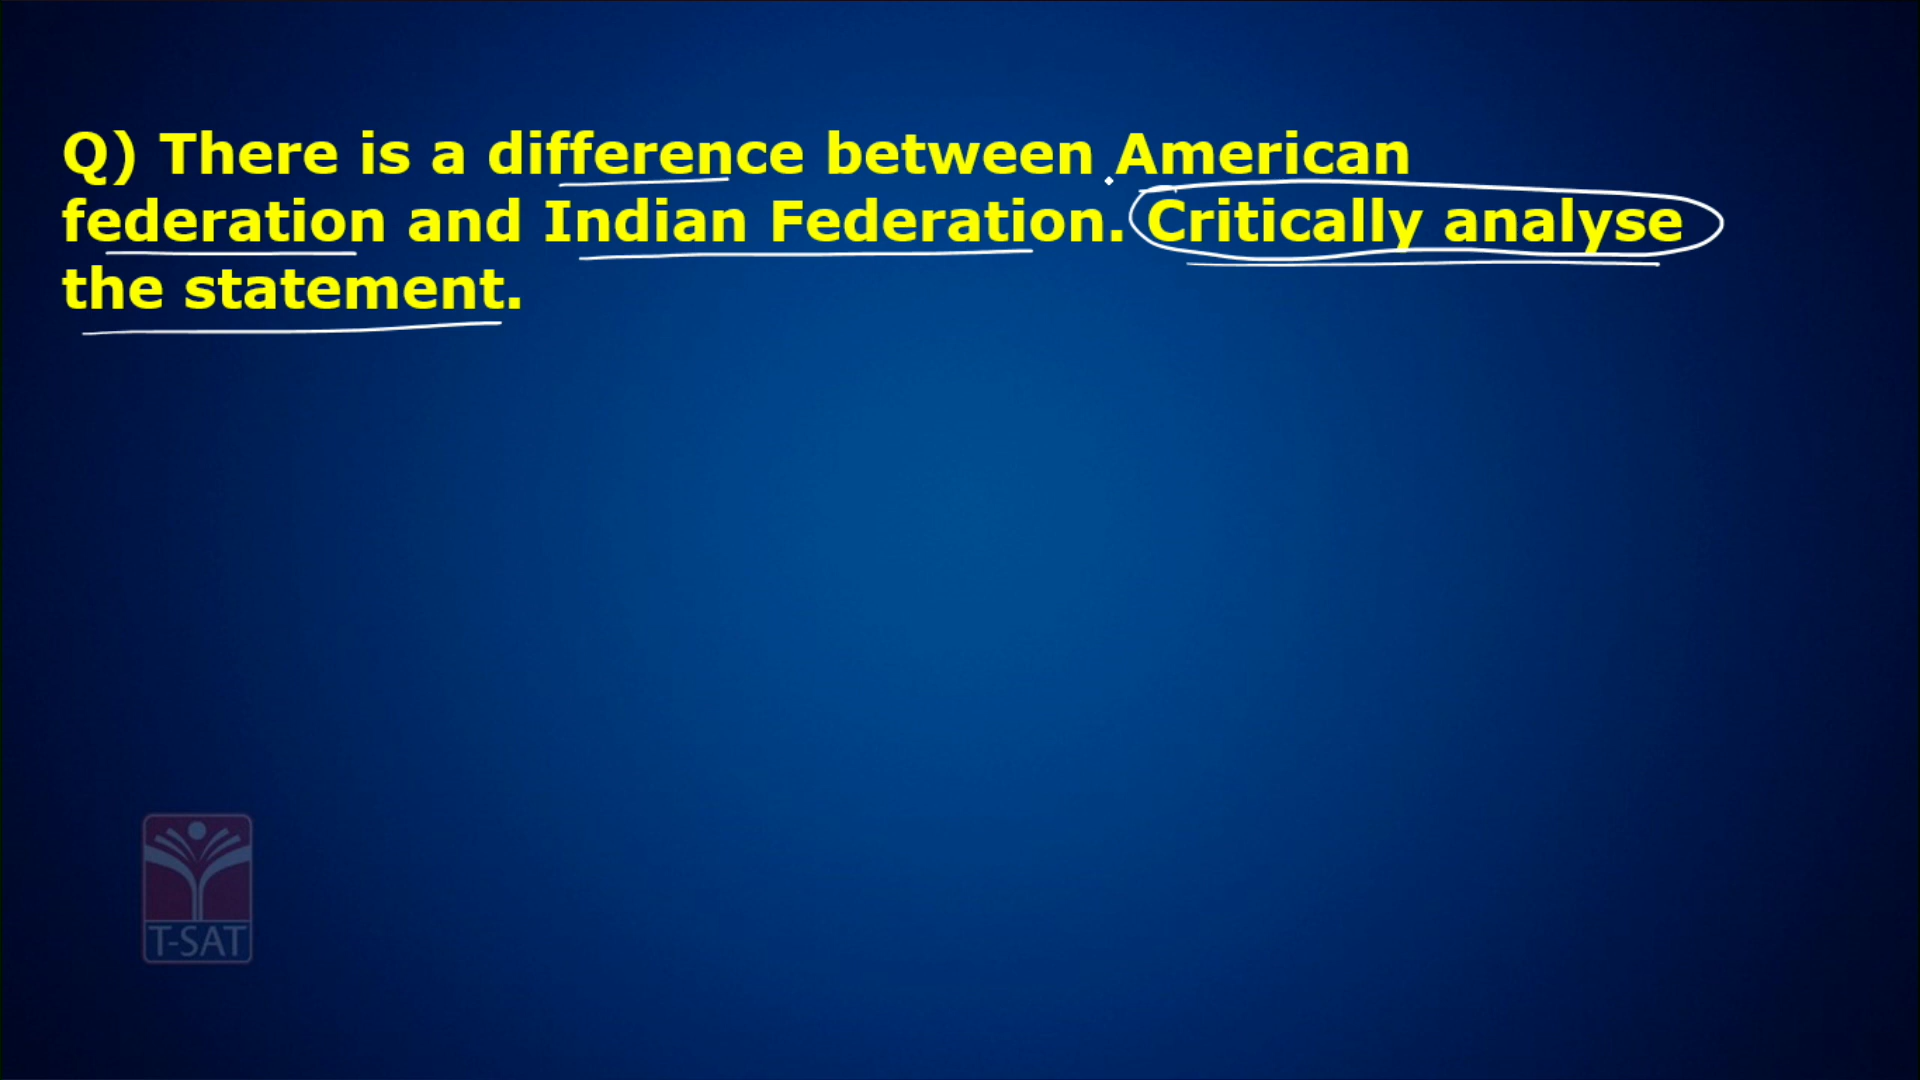 Q) There is a difference between American
federation and Indian Federation. Critically analyse
the statement.
T-SAT